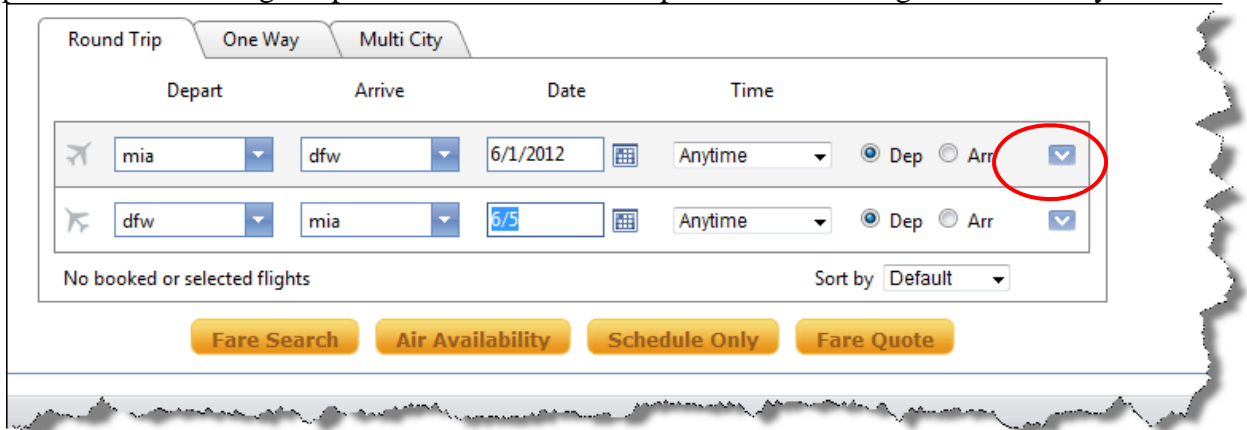 Round Trip One Way Multi City
Depart Arrive Date Time
mia dfw 6/1/2012 Anytime Dep Arr
dfw mia 6/5 Anytime Dep Arr
No booked or selected flights Sort by Default
Fare Search Air Availability Schedule Only Fare Quote